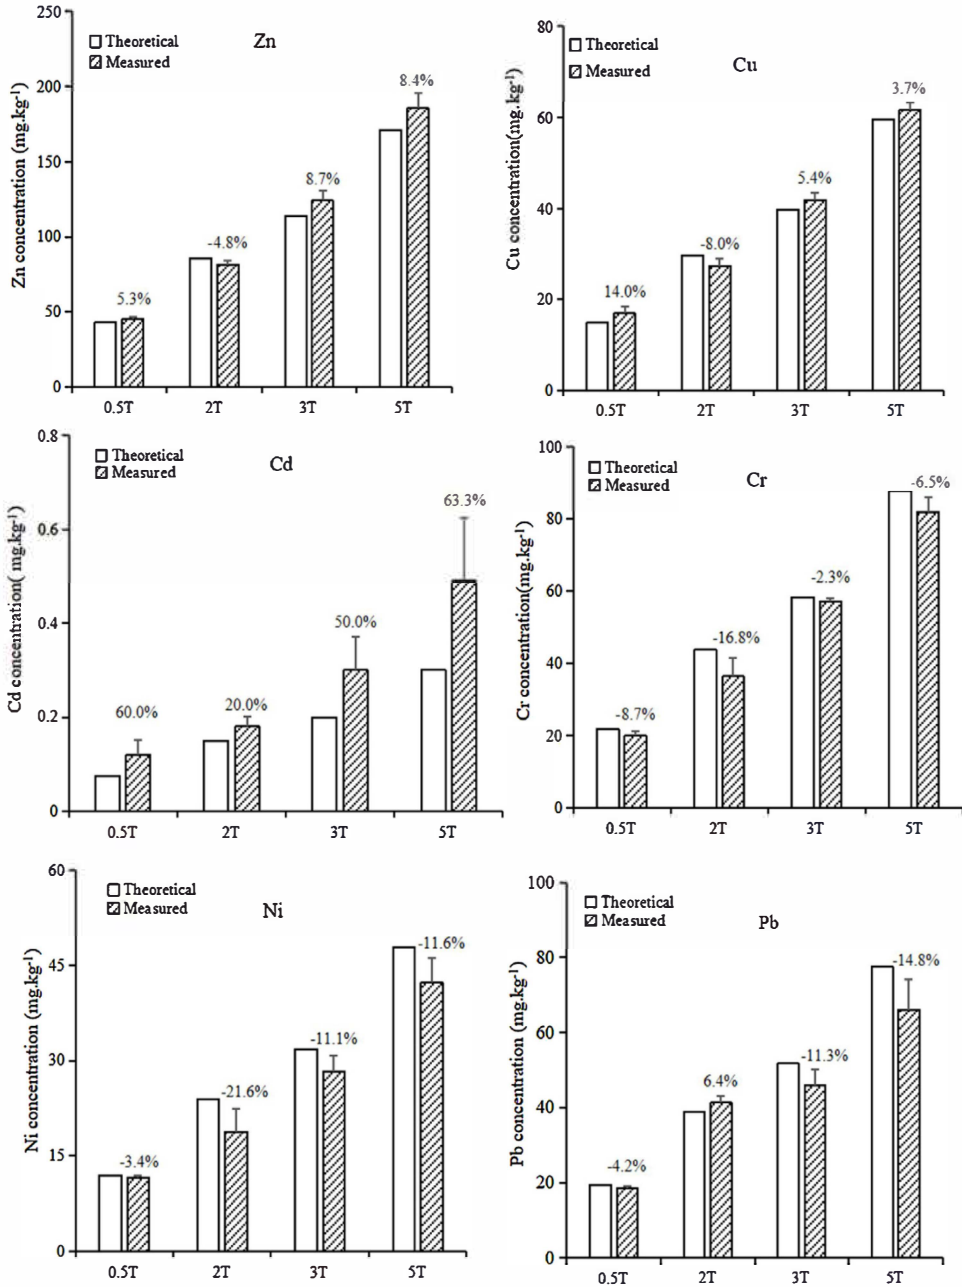 Zn
Theoretical
Measured
Zn concentration (mg.kg-1)
250
200
150
100
50
0
5.3%
-4.8%
8.7%
8.4%
0.5T 2T 3T 5T
Cu
Theoretical
Measured
Cu concentration(mg.kg-1)
80
60
40
20
0
14.0%
-8.0%
5.4%
3.7%
0.5T 2T 3T 5T
Cd
Theoretical
Measured
Cd concentration( mg.kg-1)
0.8
0.6
0.4
0.2
0
60.0%
20.0%
50.0%
63.3%
0.5T 2T 3T 5T
Cr
Theoretical
Measured
Cr concentration(mg.kg-1)
100
80
60
40
20
0
-8.7%
-16.8%
-2.3%
-6.5%
0.5T 2T 3T 5T
Ni
Theoretical
Measured
Ni concentration (mg.kg-1)
60
45
30
15
0
-3.4%
-21.6%
-11.1%
-11.6%
0.5T 2T 3T 5T
Pb
Theoretical
Measured
Pb concentration (mg.kg-1)
100
80
60
40
20
0
-4.2%
6.4%
-11.3%
-14.8%
0.5T 2T 3T 5T